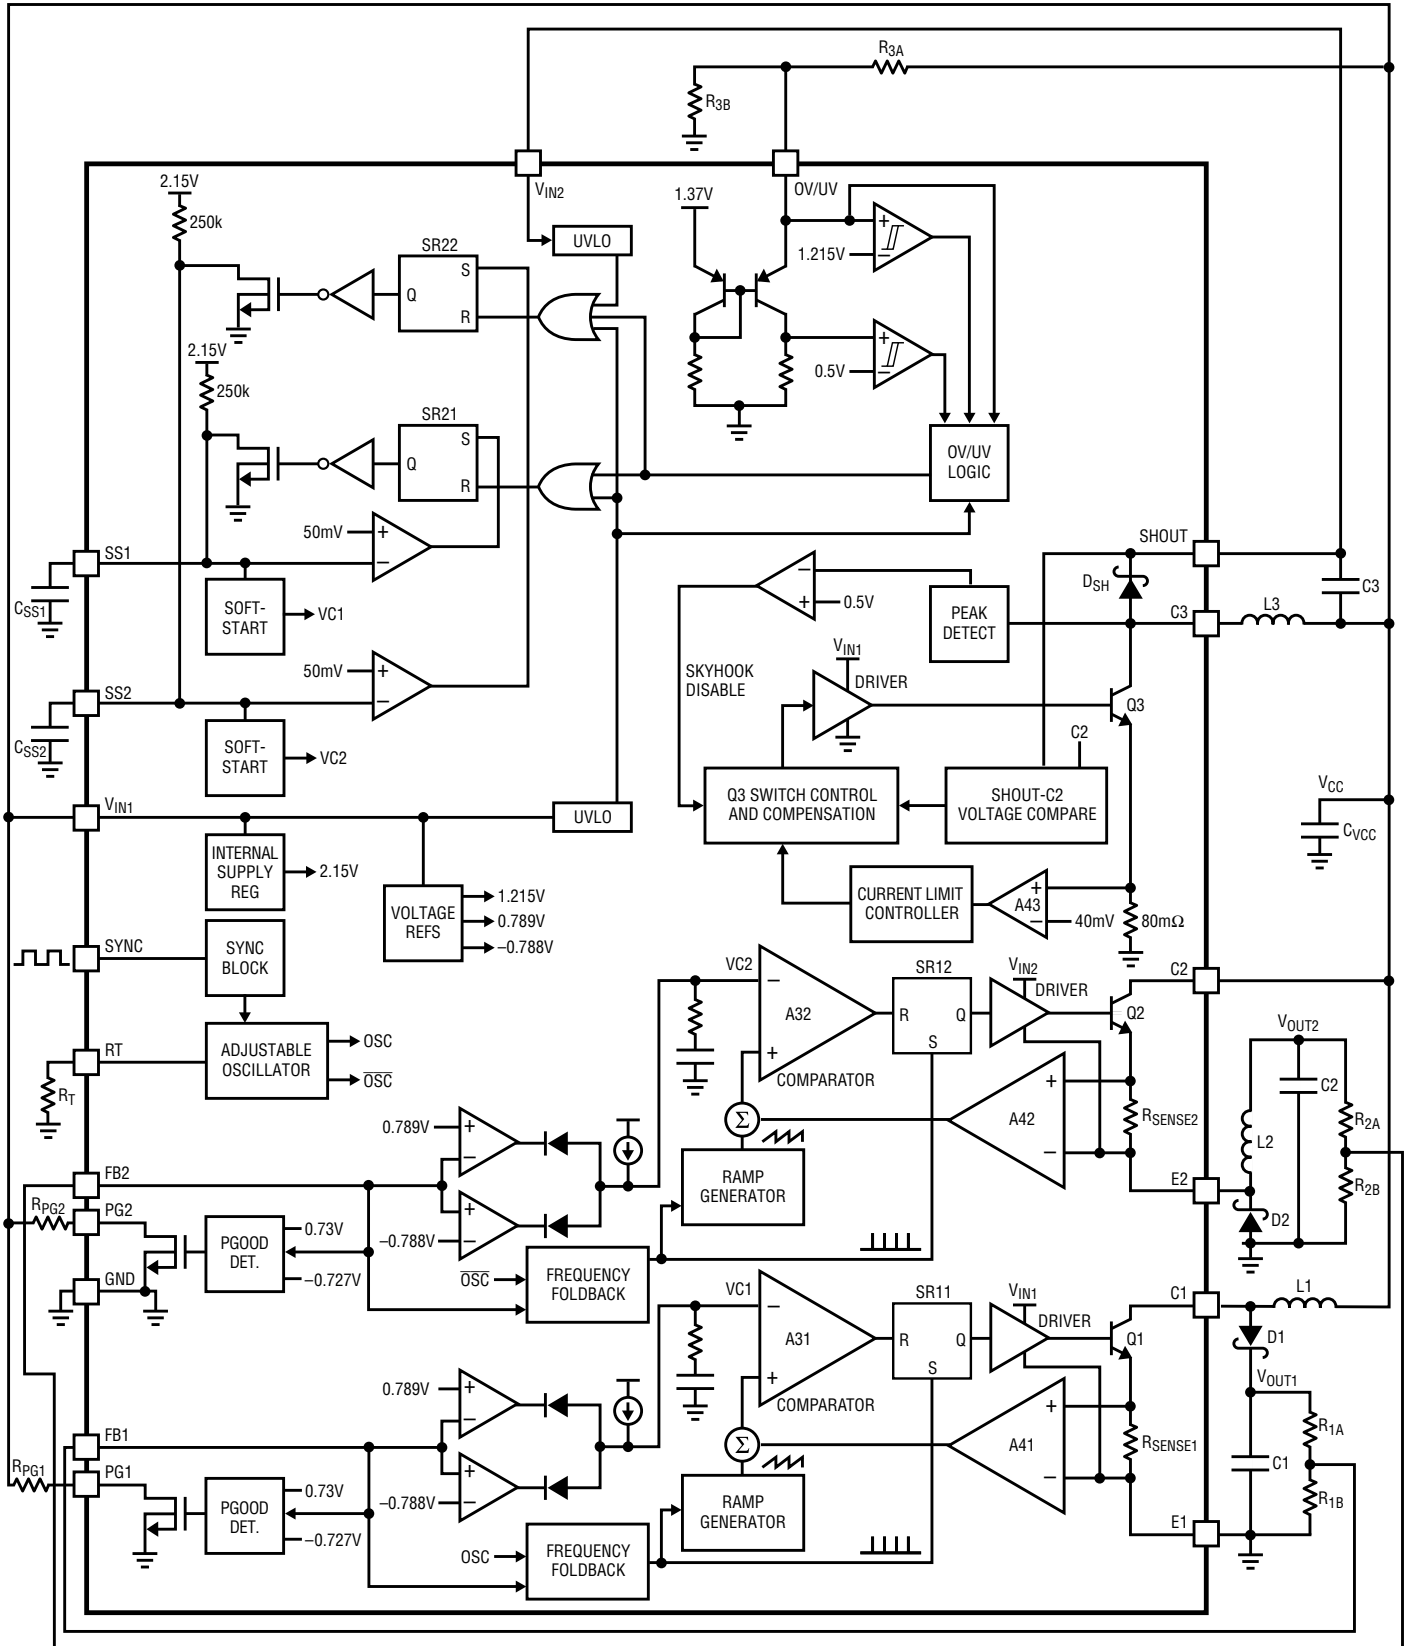 R3A
R3B
VIN2
OV/UV
2.15V
250k
SR22
S
Q
R
UVLO
1.37V
+
1.215V
–
2.15V
250k
SR21
S
Q
R
+
0.5V
–
OV/UV
LOGIC
50mV
+
–
SS1
CSS1
SOFT-
START
VC1
SHOUT
DSH
C3
C3
L3
–
+
0.5V
PEAK
DETECT
50mV
+
–
SS2
CSS2
SOFT-
START
VC2
SKYHOOK
DISABLE
VIN1
DRIVER
Q3
C2
Q3 SWITCH CONTROL
AND COMPENSATION
SHOUT-C2
VOLTAGE COMPARE
VCC
CVCC
VIN1
UVLO
INTERNAL
SUPPLY
REG
2.15V
VOLTAGE
REFS
1.215V
0.789V
–0.788V
CURRENT LIMIT
CONTROLLER
A43
+
–
40mV
80mΩ
SYNC
SYNC
BLOCK
RT
RT
ADJUSTABLE
OSCILLATOR
OSC
OSC
VC2
–
A32
+
COMPARATOR
SR12
R
Q
S
VIN2
DRIVER
Q2
C2
VOUT2
C2
R2A
L2
R2B
D2
E2
Σ
A42
+
–
RSENSE2
RAMP
GENERATOR
0.789V
+
–
+
–
–0.788V
FB2
RPG2
PG2
PGOOD
DET.
0.73V
–0.727V
GND
OSC
FREQUENCY
FOLDBACK
VC1
–
A31
+
COMPARATOR
SR11
R
Q
S
VIN1
DRIVER
Q1
C1
L1
D1
VOUT1
R1A
C1
R1B
E1
Σ
A41
+
–
RSENSE1
RAMP
GENERATOR
0.789V
+
–
+
–
–0.788V
FB1
RPG1
PG1
PGOOD
DET.
0.73V
–0.727V
OSC
FREQUENCY
FOLDBACK